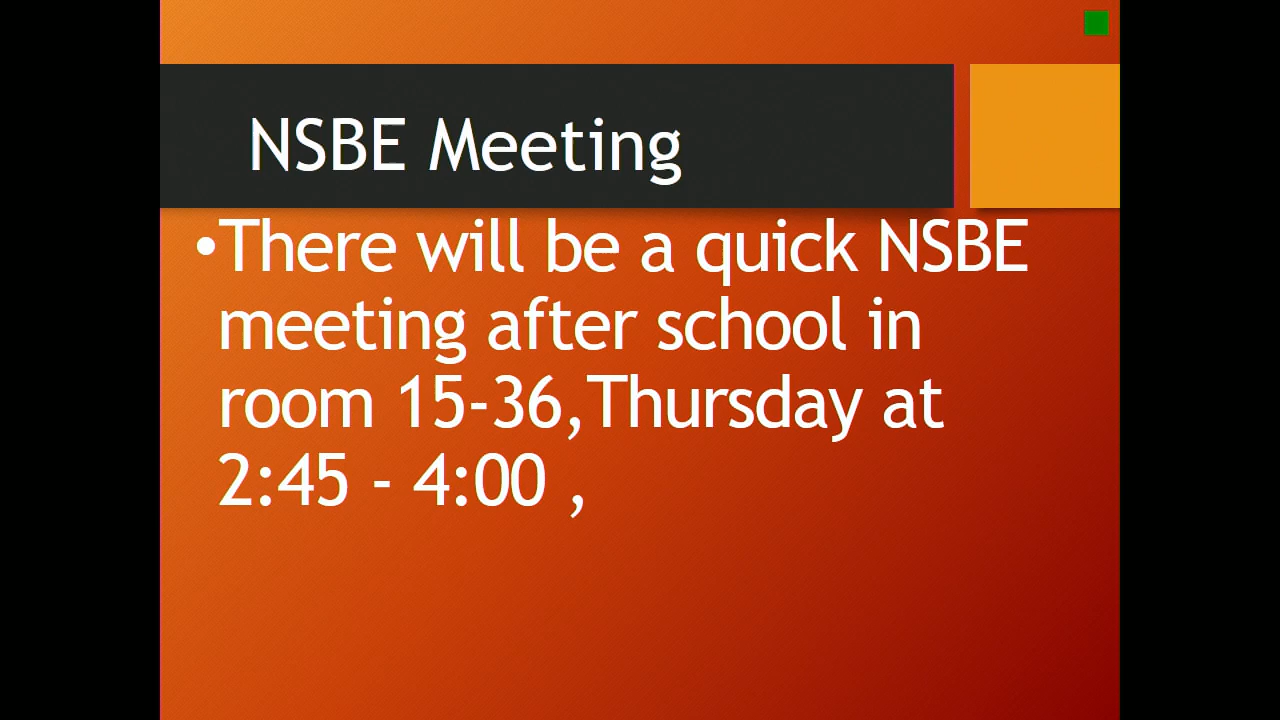 NSBE Meeting
•There will be a quick NSBE
meeting after school in
room 15-36,Thursday at
2:45 - 4:00 ,